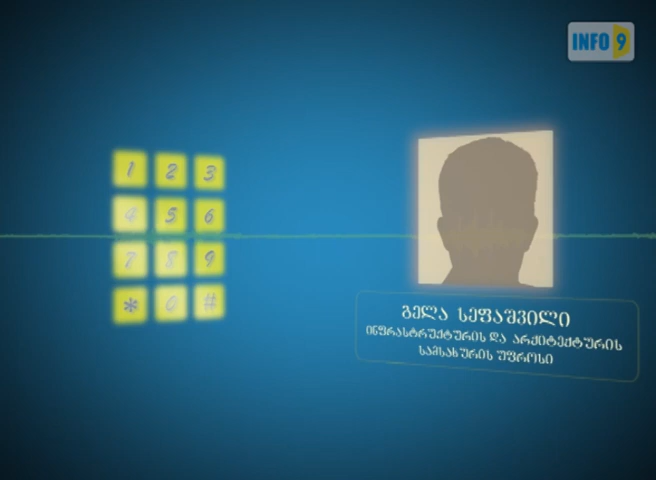 INFO 9
1 2 3
4 5 6
7 8 9
* 0 #
გელა სეფაშვილი
ინფრასტრუქტურის და არქიტექტურის
სამსახურის უფროსი